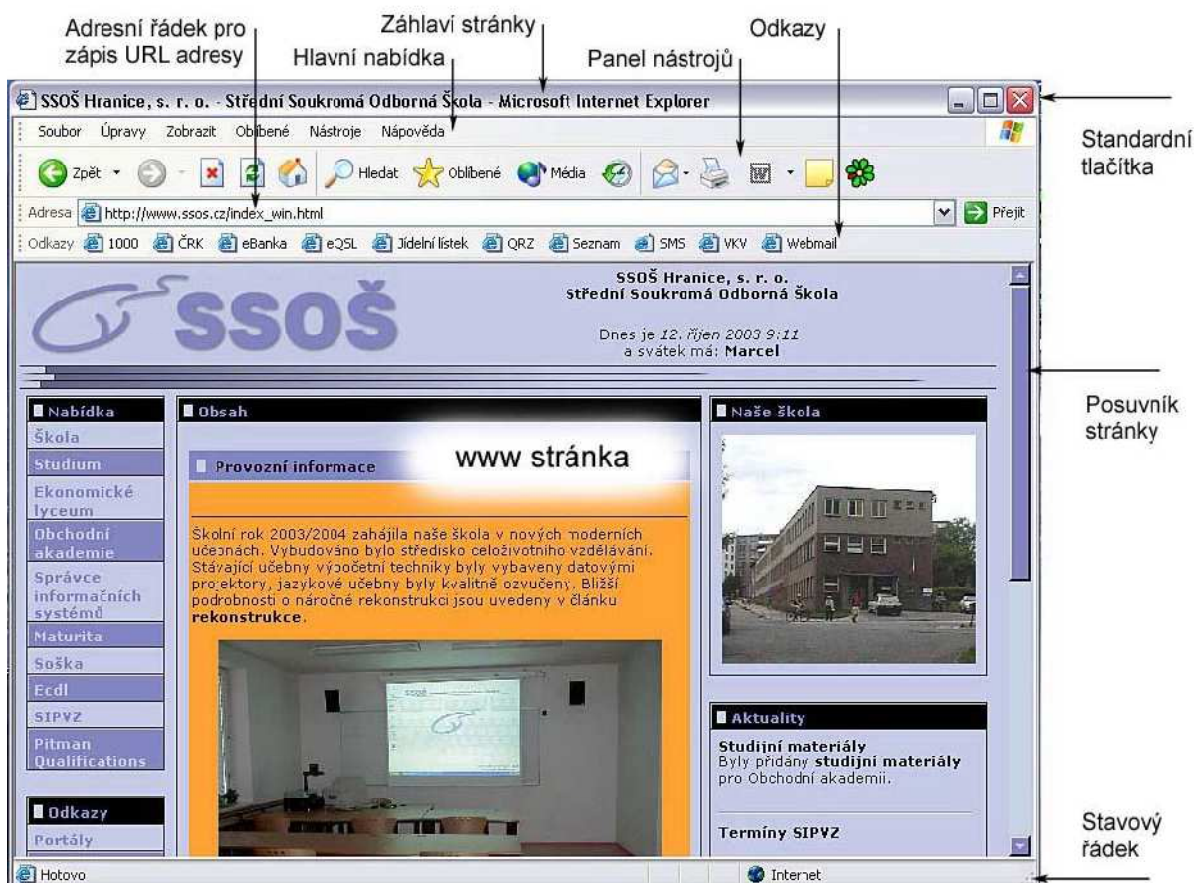 Adresní řádek pro
zápis URL adresy
Záhlaví stránky
Hlavní nabídka
Panel nástrojů
Odkazy
SSOŠ Hranice, s. r. o. - Střední Soukromá Odborná Škola - Microsoft Internet Explorer
Standardní
tlačítka
Soubor Úpravy Zobrazit Oblíbené Nástroje Nápověda
Zpět Hledat Oblíbené Média
Adresa http://www.ssos.cz/index_win.html Přejít
Odkazy 1000 ČRK eBanka eQSL Jídelní lístek QRZ Seznam SMS VKV Webmail
SSOŠ
SSOŠ Hranice, s. r. o.
Střední Soukromá Odborná Škola
Dnes je 12. říjen 2003 9:11
a svátek má: Marcel
Posuvník
stránky
Nabídka
Škola
Studium
Ekonomické
lyceum
Obchodní
akademie
Správce
informačních
systémů
Maturita
Soška
Ecdl
SIPVZ
Pitman
Qualifications
Odkazy
Portály
Obsah
www stránka
Provozní informace
Školní rok 2003/2004 zahájila naše škola v nových moderních
učebnách. Vybudováno bylo středisko celoživotního vzdělávání.
Stávající učebny výpočetní techniky byly vybaveny datovými
projektory, jazykové učebny byly kvalitně ozvučeny. Bližší
podrobnosti o náročné rekonstrukci jsou uvedeny v článku
rekonstrukce.
SSOŠ
Naše škola
Aktuality
Studijní materiály
Byly přidány studijní materiály
pro Obchodní akademii.
Termíny SIPVZ
Stavový
řádek
Hotovo
Internet